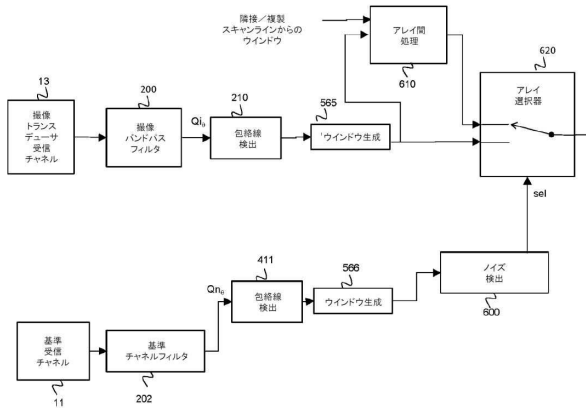 隣接／複製
スキャンラインからの
ウインドウ
アレイ間
処理
610
620
アレイ
選択器
sel
13
撮像
トランス
デューサ
受信
チャネル
200
撮像
バンドパス
フィルタ
Qiθ
210
包絡線
検出
565
'ウインドウ生成
411
包絡線
検出
Qnθ
566
ウインドウ生成
ノイズ
検出
600
基準
受信
チャネル
11
基準
チャネルフィルタ
202